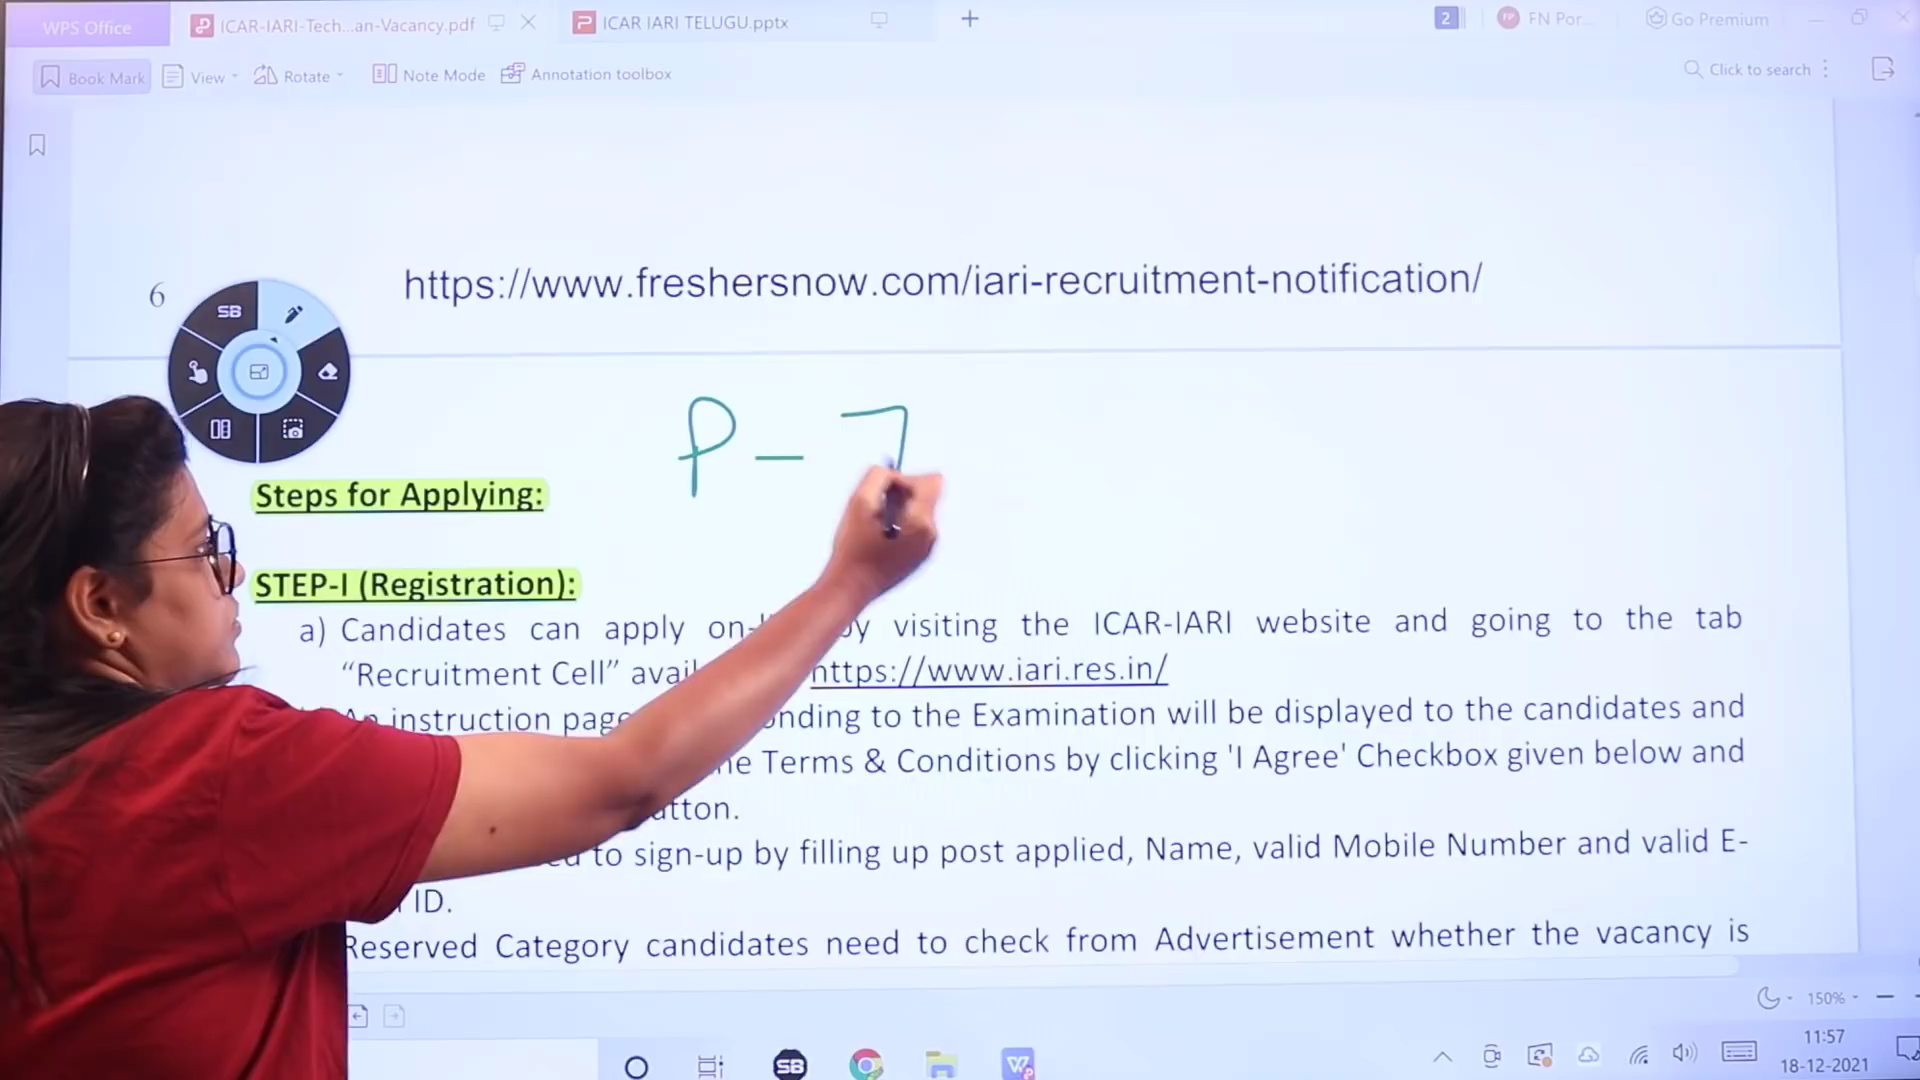 WPS Office
ICAR-IARI-Tech...an-Vacancy.pdf
ICAR IARI TELUGU.pptx
2
FP
FN Por...
Go Premium
Book Mark
View
Rotate
Note Mode
Annotation toolbox
Click to search
6
https://www.freshersnow.com/iari-recruitment-notification/
SB
P - 7
Steps for Applying:
STEP-I (Registration):
a) Candidates can apply by visiting the ICAR-IARI website and going to the tab
“Recruitment Cell” https://www.iari.res.in/
An instruction page to the Examination will be displayed to the candidates and
Terms & Conditions by clicking 'I Agree' Checkbox given below and
to sign-up by filling up post applied, Name, valid Mobile Number and valid E-
ID.
Reserved Category candidates need to check from Advertisement whether the vacancy is
150%
SB
11:57
18-12-2021